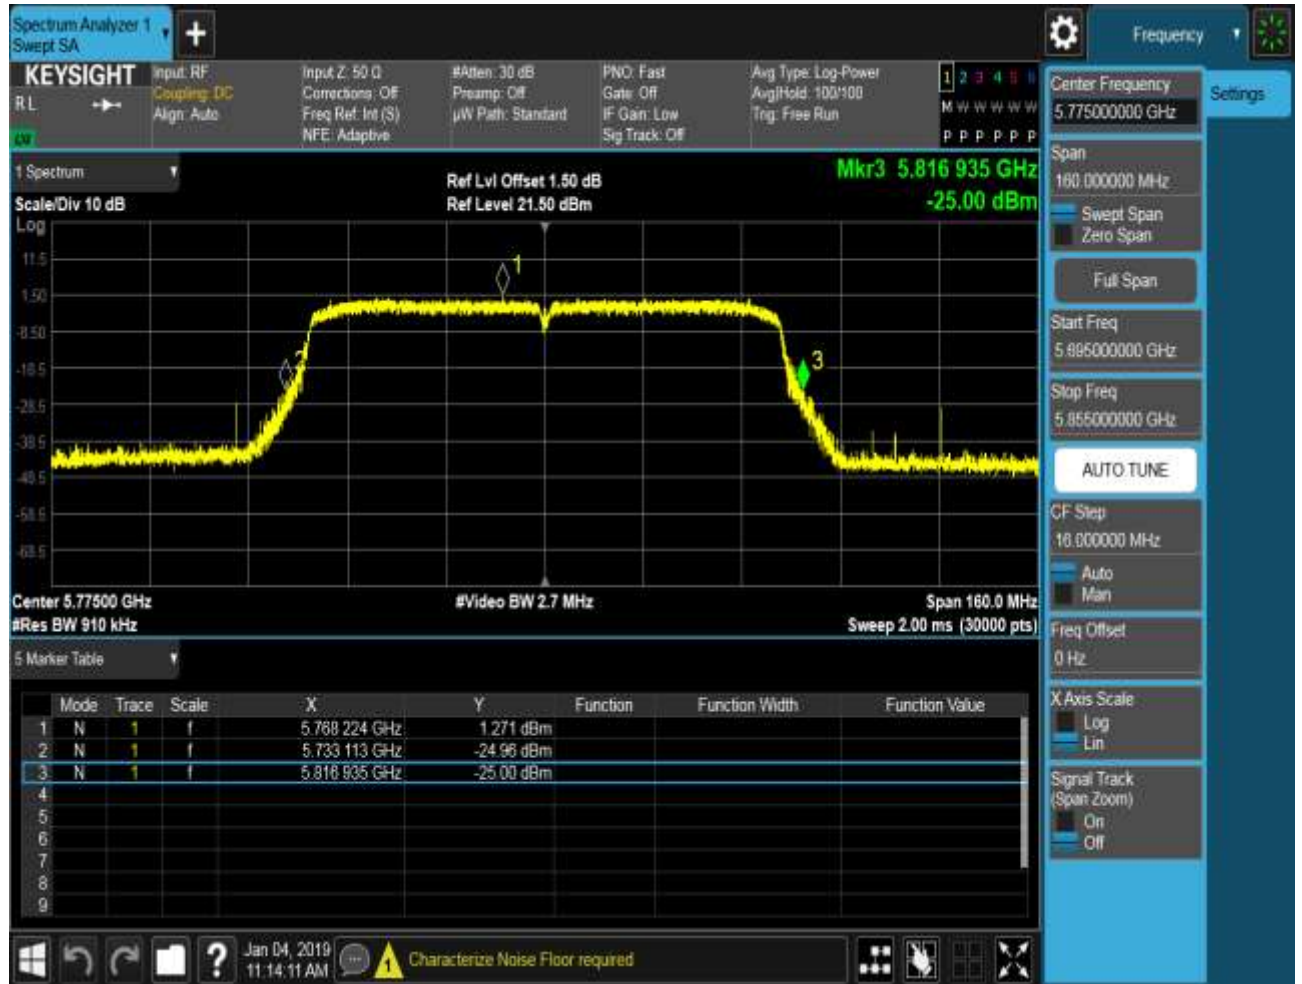 Spectrum Analyzer 1
Swept SA
+
Frequency
KEYSIGHT
RL
Input: RF
Coupling: DC
Align: Auto
Input Z: 50 Ω
Corrections: Off
Freq Ref: Int (S)
NFE: Adaptive
#Atten: 30 dB
Preamp: Off
µW Path: Standard
PNO: Fast
Gate: Off
IF Gain: Low
Sig Track: Off
Avg Type: Log-Power
Avg|Hold: 100/100
Trig: Free Run
1 2 3 4 5 6
M W W W W W
P P P P P P
1 Spectrum
Scale/Div 10 dB
Ref Lvl Offset 1.50 dB
Ref Level 21.50 dBm
Mkr3 5.816 935 GHz
-25.00 dBm
Log
11.5
1.50
-8.50
-18.5
-28.5
-38.5
-48.5
-58.5
-68.5
1
2
3
Center 5.77500 GHz
#Video BW 2.7 MHz
Span 160.0 MHz
#Res BW 910 kHz
Sweep 2.00 ms (30000 pts)
5 Marker Table
Mode Trace Scale X Y Function Function Width Function Value
1 N 1 f 5.768 224 GHz 1.271 dBm
2 N 1 f 5.733 113 GHz -24.96 dBm
3 N 1 f 5.816 935 GHz -25.00 dBm
4
5
6
7
8
9
Jan 04, 2019
11:14:11 AM
?
1
Characterize Noise Floor required
Center Frequency
5.775000000 GHz
Settings
Span
160.000000 MHz
Swept Span
Zero Span
Full Span
Start Freq
5.695000000 GHz
Stop Freq
5.855000000 GHz
AUTO TUNE
CF Step
16.000000 MHz
Auto
Man
Freq Offset
0 Hz
X Axis Scale
Log
Lin
Signal Track
(Span Zoom)
On
Off